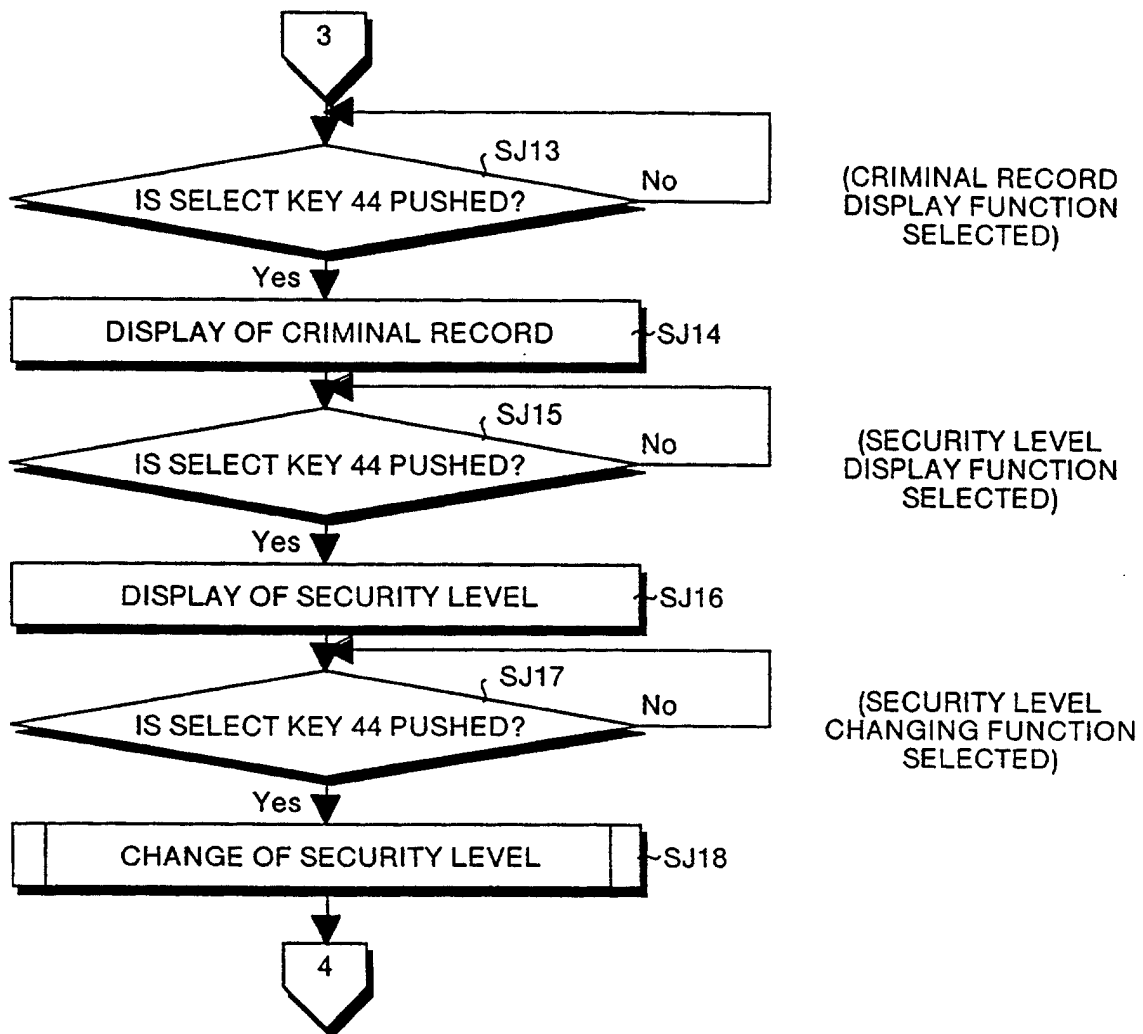 3
SJ13
IS SELECT KEY 44 PUSHED?
No
(CRIMINAL RECORD
DISPLAY FUNCTION
SELECTED)
Yes
DISPLAY OF CRIMINAL RECORD
SJ14
SJ15
IS SELECT KEY 44 PUSHED?
No
(SECURITY LEVEL
DISPLAY FUNCTION
SELECTED)
Yes
DISPLAY OF SECURITY LEVEL
SJ16
SJ17
IS SELECT KEY 44 PUSHED?
No
(SECURITY LEVEL
CHANGING FUNCTION
SELECTED)
Yes
CHANGE OF SECURITY LEVEL
SJ18
4